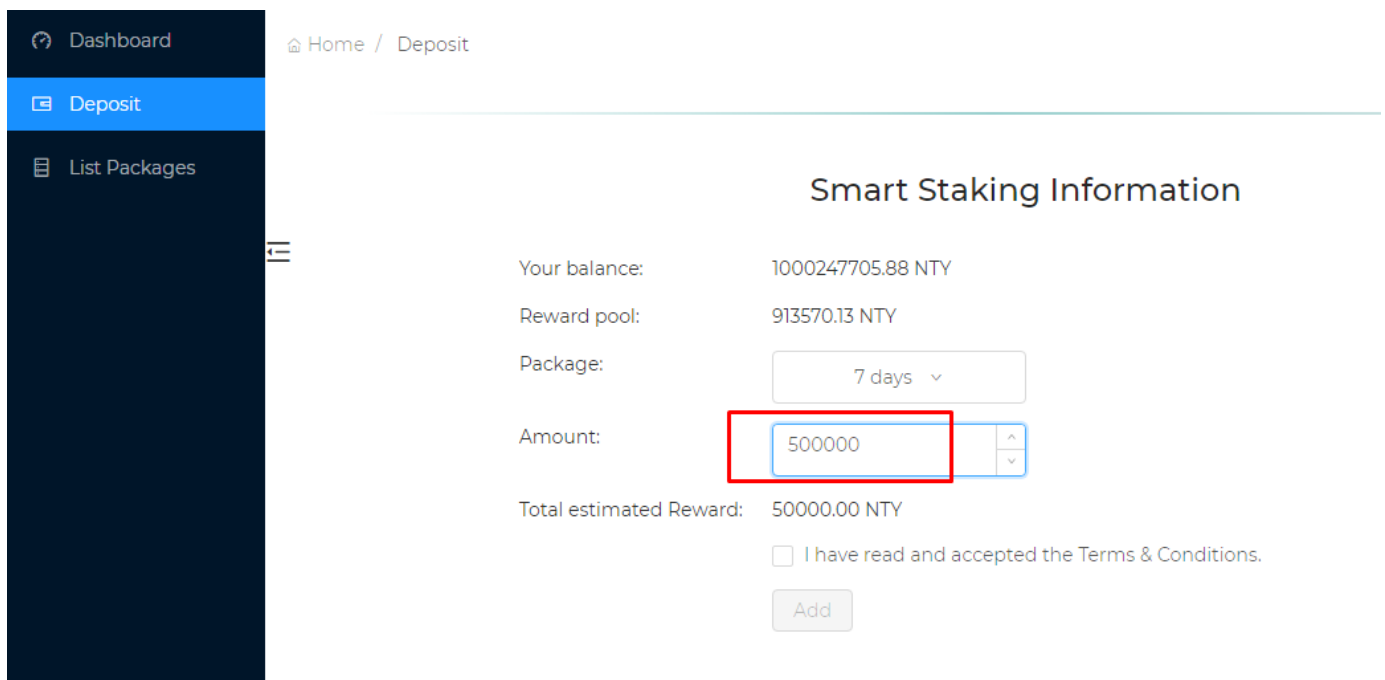 Dashboard
Deposit
List Packages
Home / Deposit
Smart Staking Information
Your balance: 1000247705.88 NTY
Reward pool: 913570.13 NTY
Package: 7 days
Amount: 500000
Total estimated Reward: 50000.00 NTY
I have read and accepted the Terms & Conditions.
Add